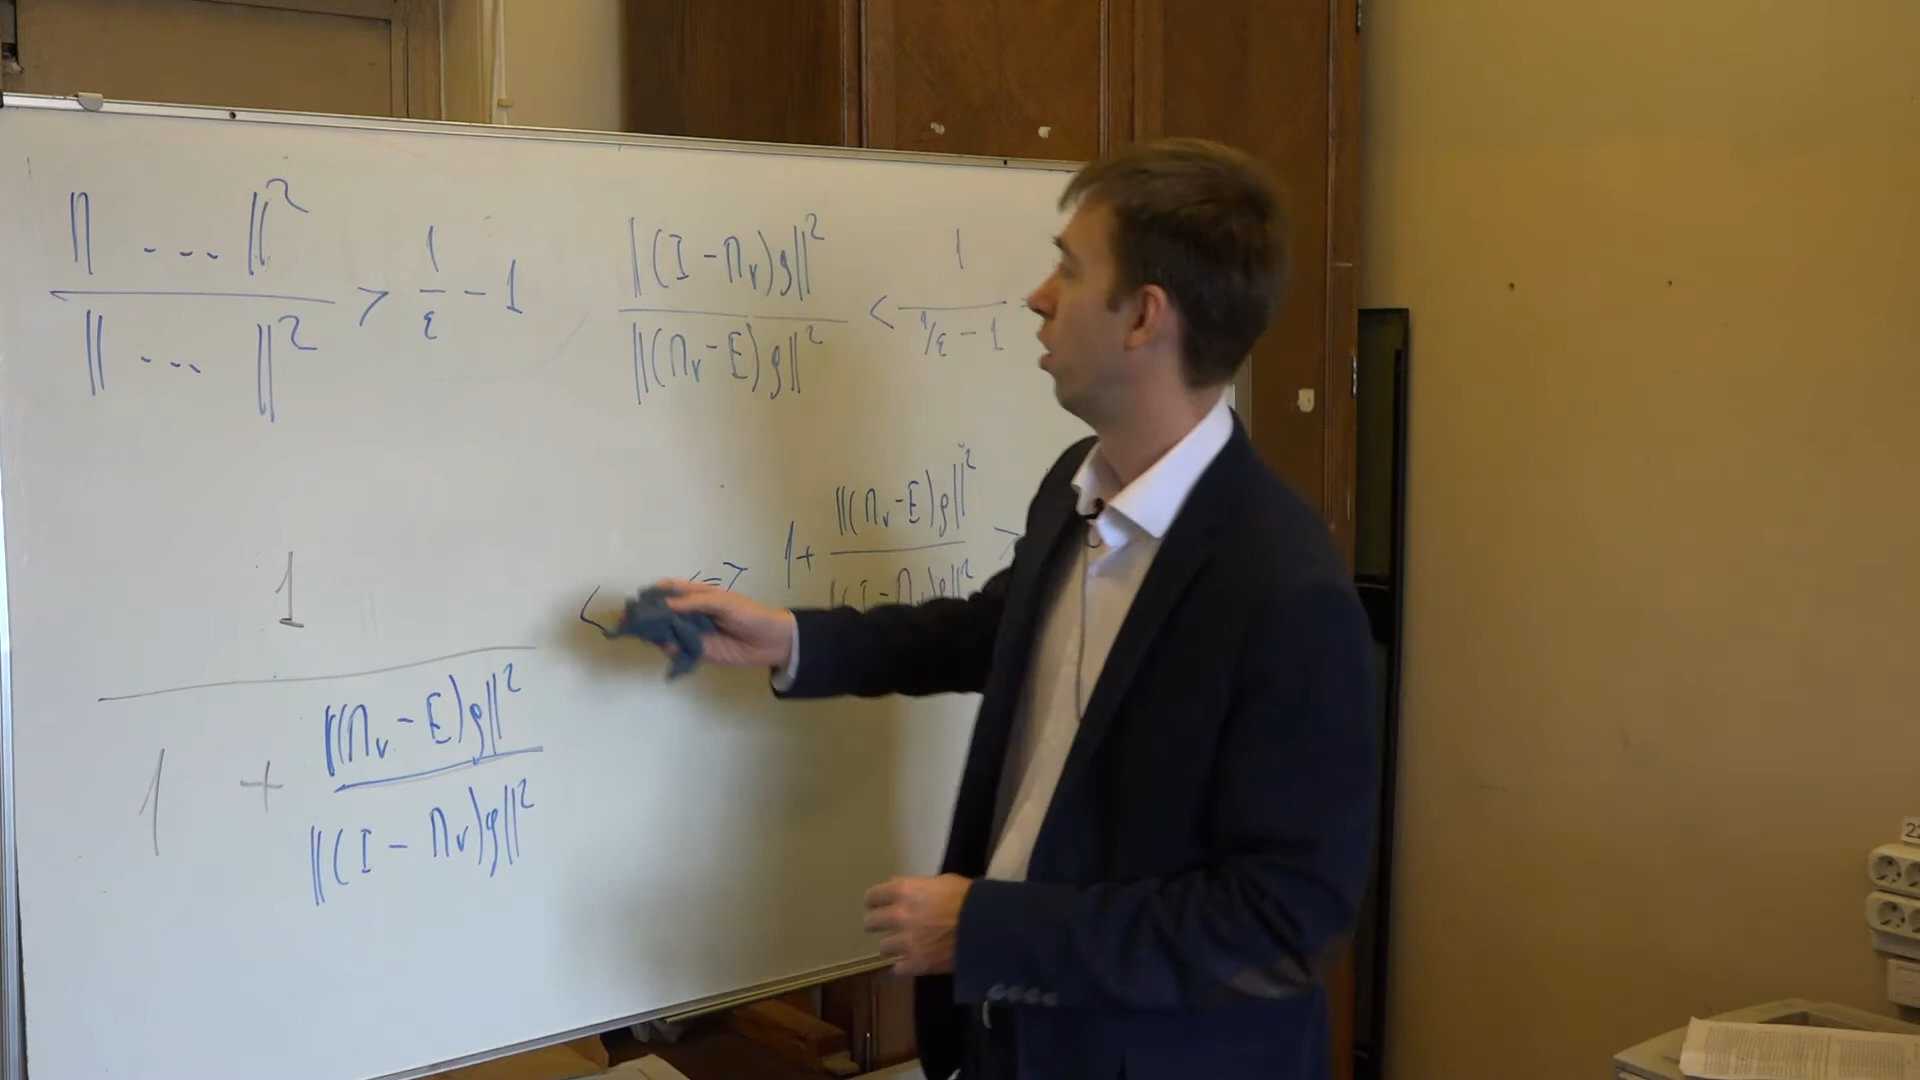 || ... ||² / || ... ||² > 1/ε - 1
||(I - Π_v)g||² / ||(Π_v - E)g||² < 1 / (1/ε - 1)
1 + ||(Π_v - E)g||² / ||(I - Π_v)g||² >
1 / (1 + ||(Π_v - E)g||² / ||(I - Π_v)g||²) < <=>